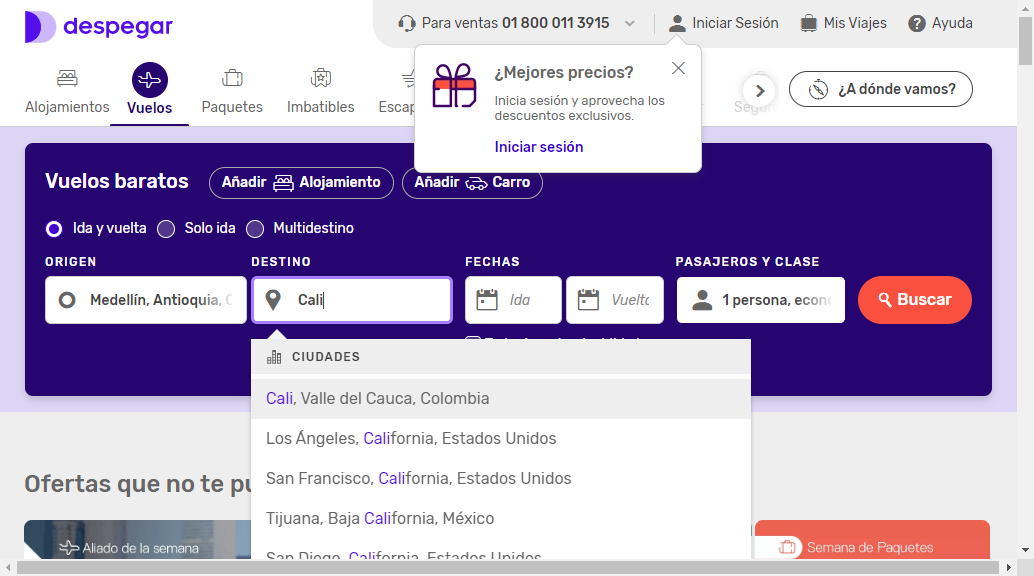 despegar
Para ventas 01 800 011 3915
Iniciar Sesión
Mis Viajes
Ayuda
Alojamientos
Vuelos
Paquetes
Imbatibles
Escap
¿A dónde vamos?
¿Mejores precios?
Inicia sesión y aprovecha los
descuentos exclusivos.
Iniciar sesión
Vuelos baratos
Añadir Alojamiento
Añadir Carro
Ida y vuelta
Solo ida
Multidestino
ORIGEN
DESTINO
FECHAS
PASAJEROS Y CLASE
Medellín, Antioquia, C
Cali
Ida
Vuelta
1 persona, econ
Buscar
CIUDADES
Cali, Valle del Cauca, Colombia
Los Ángeles, California, Estados Unidos
San Francisco, California, Estados Unidos
Tijuana, Baja California, México
San Diego, California, Estados Unidos
Ofertas que no te pu
Aliado de la semana
Semana de Paquetes